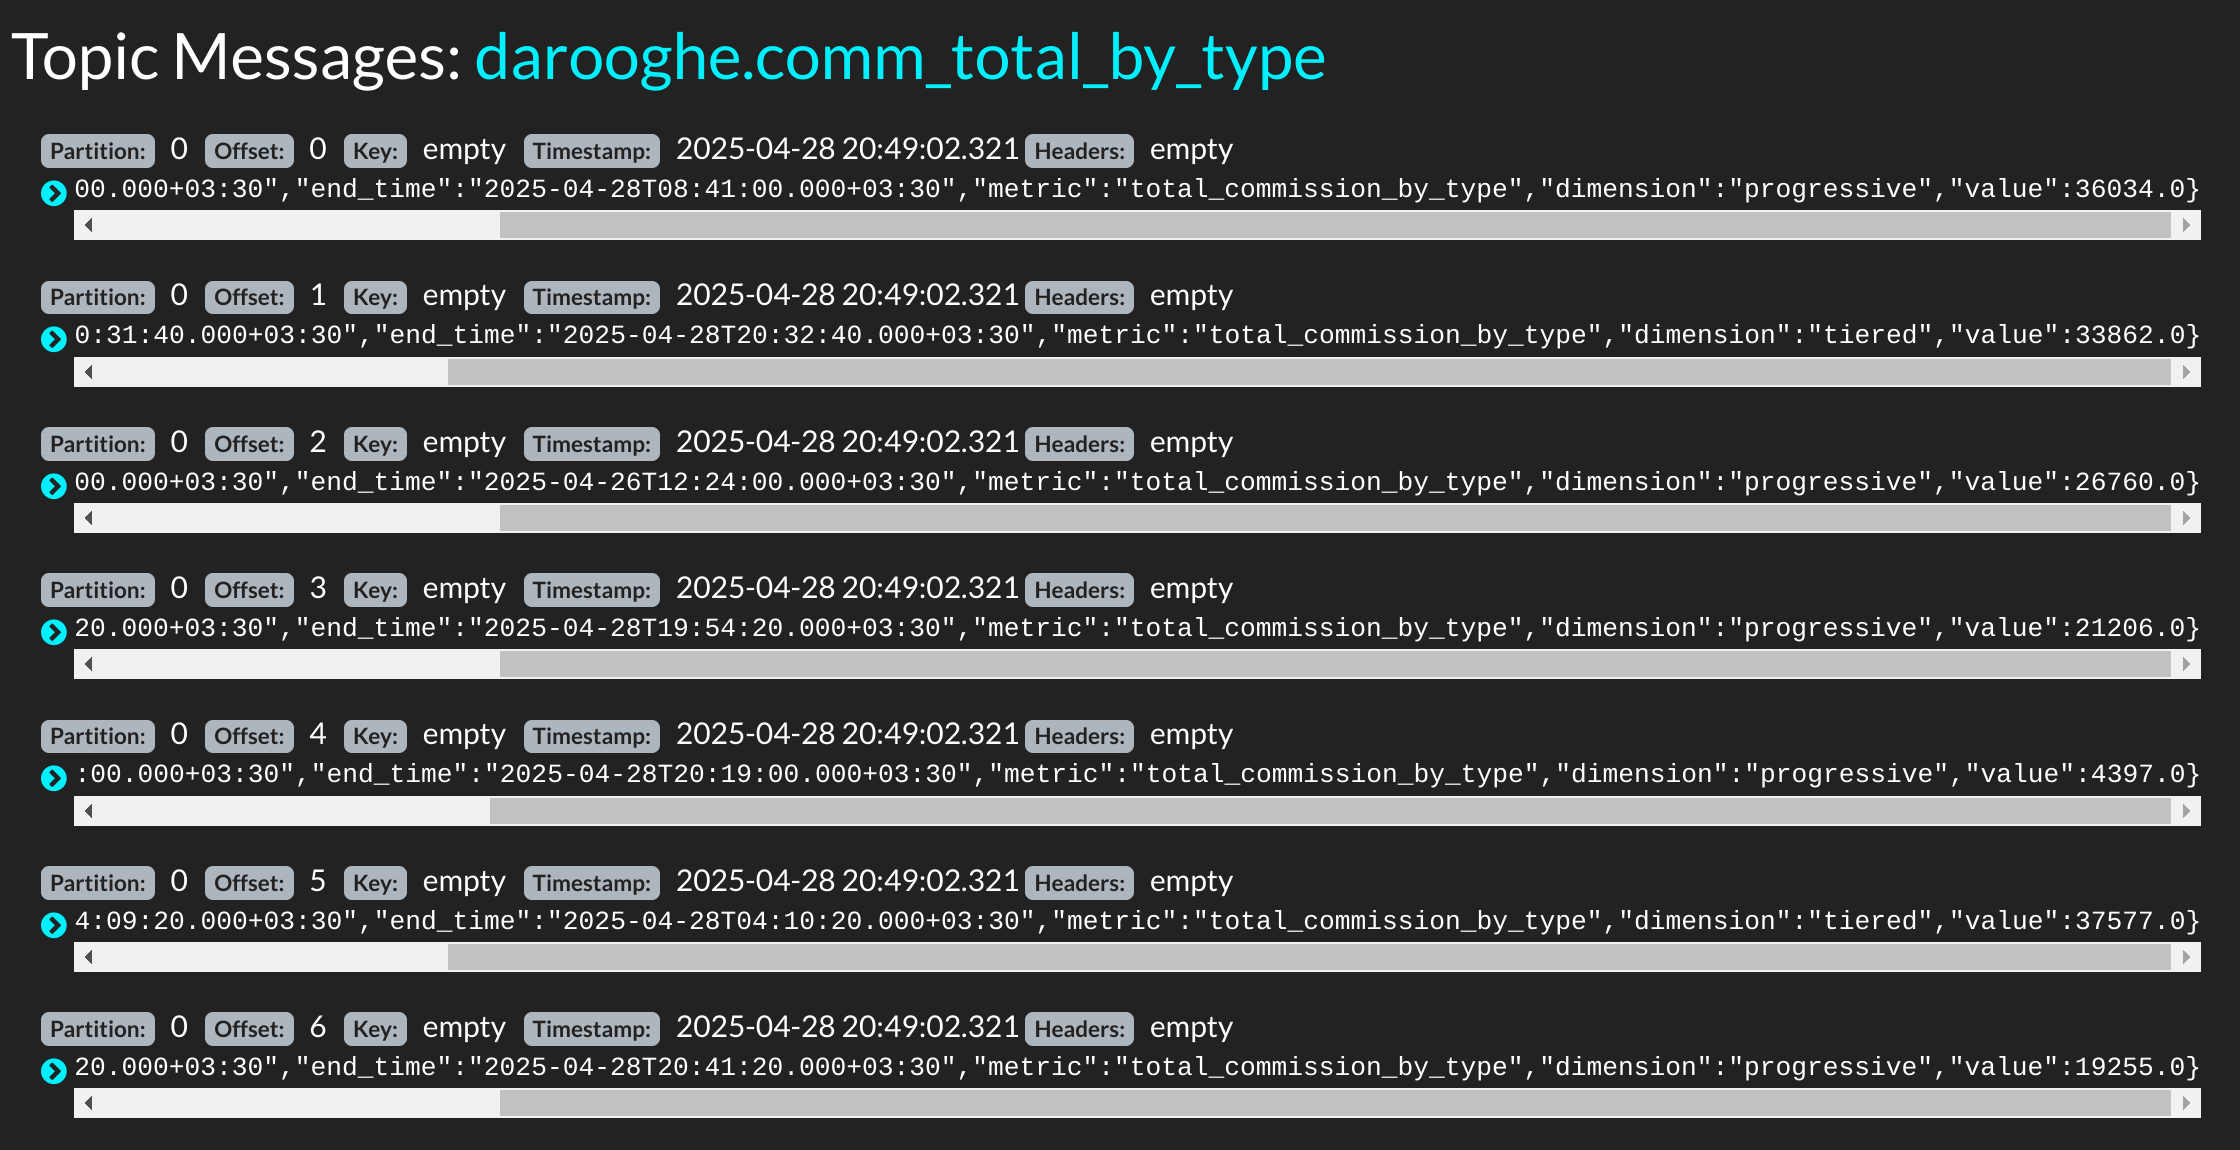 Topic Messages: darooghe.comm_total_by_type
Partition: 0 Offset: 0 Key: empty Timestamp: 2025-04-28 20:49:02.321 Headers: empty
00.000+03:30","end_time":"2025-04-28T08:41:00.000+03:30","metric":"total_commission_by_type","dimension":"progressive","value":36034.0}
Partition: 0 Offset: 1 Key: empty Timestamp: 2025-04-28 20:49:02.321 Headers: empty
0:31:40.000+03:30","end_time":"2025-04-28T20:32:40.000+03:30","metric":"total_commission_by_type","dimension":"tiered","value":33862.0}
Partition: 0 Offset: 2 Key: empty Timestamp: 2025-04-28 20:49:02.321 Headers: empty
00.000+03:30","end_time":"2025-04-26T12:24:00.000+03:30","metric":"total_commission_by_type","dimension":"progressive","value":26760.0}
Partition: 0 Offset: 3 Key: empty Timestamp: 2025-04-28 20:49:02.321 Headers: empty
20.000+03:30","end_time":"2025-04-28T19:54:20.000+03:30","metric":"total_commission_by_type","dimension":"progressive","value":21206.0}
Partition: 0 Offset: 4 Key: empty Timestamp: 2025-04-28 20:49:02.321 Headers: empty
:00.000+03:30","end_time":"2025-04-28T20:19:00.000+03:30","metric":"total_commission_by_type","dimension":"progressive","value":4397.0}
Partition: 0 Offset: 5 Key: empty Timestamp: 2025-04-28 20:49:02.321 Headers: empty
4:09:20.000+03:30","end_time":"2025-04-28T04:10:20.000+03:30","metric":"total_commission_by_type","dimension":"tiered","value":37577.0}
Partition: 0 Offset: 6 Key: empty Timestamp: 2025-04-28 20:49:02.321 Headers: empty
20.000+03:30","end_time":"2025-04-28T20:41:20.000+03:30","metric":"total_commission_by_type","dimension":"progressive","value":19255.0}